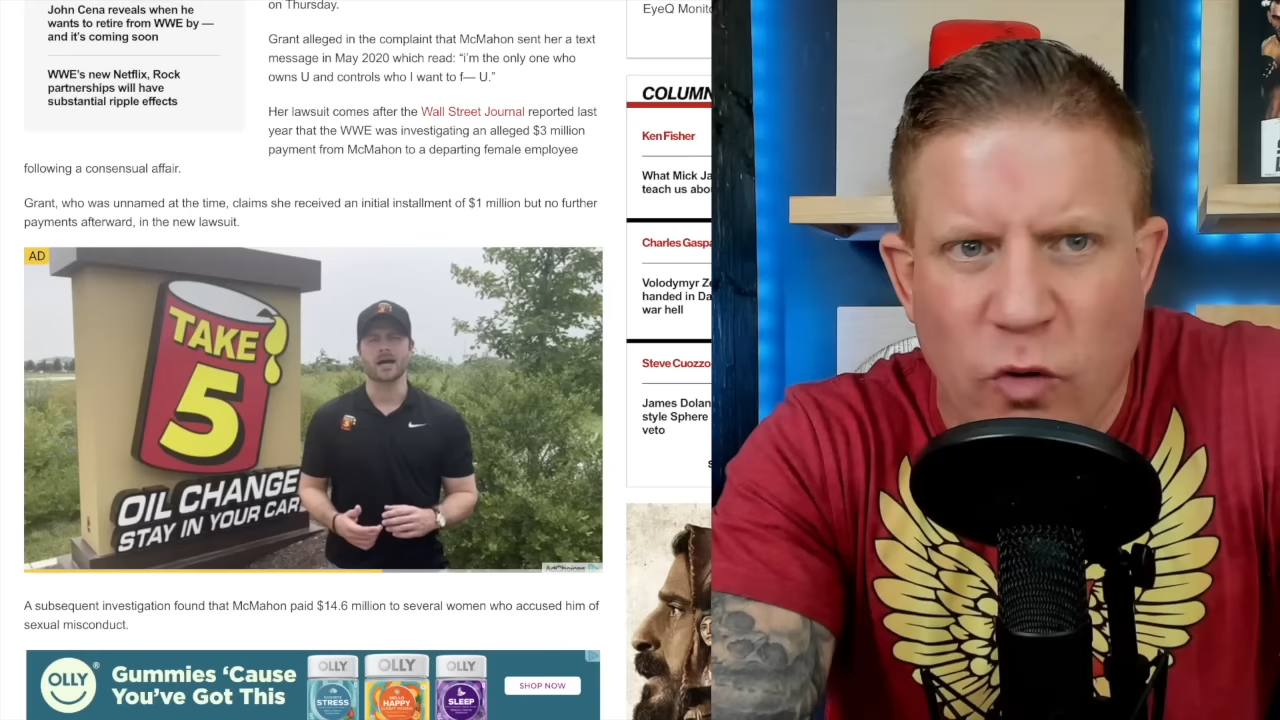 on Thursday.
John Cena reveals when he
wants to retire from WWE by —
and it's coming soon
WWE's new Netflix, Rock
partnerships will have
substantial ripple effects
Grant alleged in the complaint that McMahon sent her a text
message in May 2020 which read: “i'm the only one who
owns U and controls who I want to f— U.”
Her lawsuit comes after the Wall Street Journal reported last
year that the WWE was investigating an alleged $3 million
payment from McMahon to a departing female employee
following a consensual affair.
Grant, who was unnamed at the time, claims she received an initial installment of $1 million but no further
payments afterward, in the new lawsuit.
AD
TAKE
5
OIL CHANGE
STAY IN YOUR CAR
AdChoices
A subsequent investigation found that McMahon paid $14.6 million to several women who accused him of
sexual misconduct.
OLLY
Gummies ‘Cause
You've Got This
OLLY
STRESS
OLLY
HELLO
HAPPY
OLLY
SLEEP
SHOP NOW
EyeQ Monito
COLUMN
Ken Fisher
What Mick Ja
teach us abo
Charles Gaspa
Volodymyr Ze
handed in Da
war hell
Steve Cuozzo
James Dolan
style Sphere
veto
S